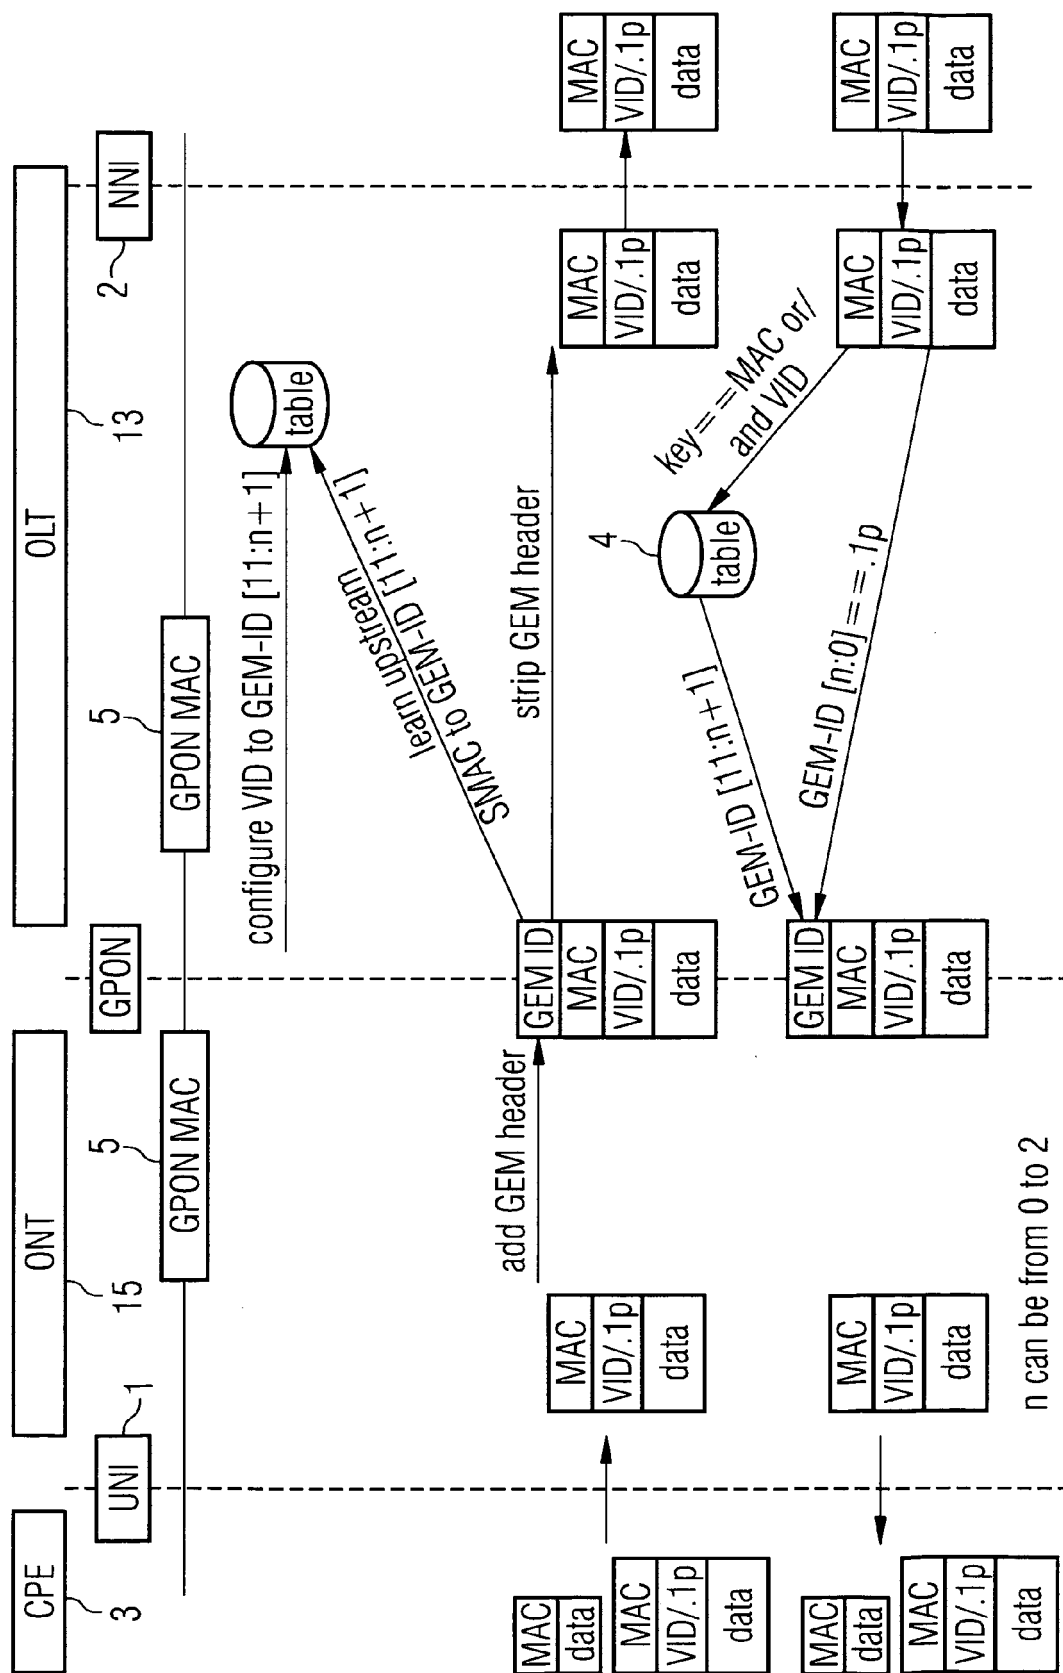 CPE
ONT
OLT
3
15
13
UNI
1
GPON
2
NNI
5
5
GPON MAC
GPON MAC
configure VID to GEM-ID [11:n+1]
table
learn upstream
SMAC to GEM-ID [11:n+1]
MAC
data
MAC
VID/.1p
data
MAC
VID/.1p
data
add GEM header
GEM ID
MAC
VID/.1p
data
strip GEM header
MAC
VID/.1p
data
MAC
VID/.1p
data
MAC
data
MAC
VID/.1p
data
MAC
VID/.1p
data
GEM ID
MAC
VID/.1p
data
GEM-ID [11:n+1]
4
table
key==MAC or/
and VID
GEM-ID [n:0]==.1p
MAC
VID/.1p
data
MAC
VID/.1p
data
n can be from 0 to 2